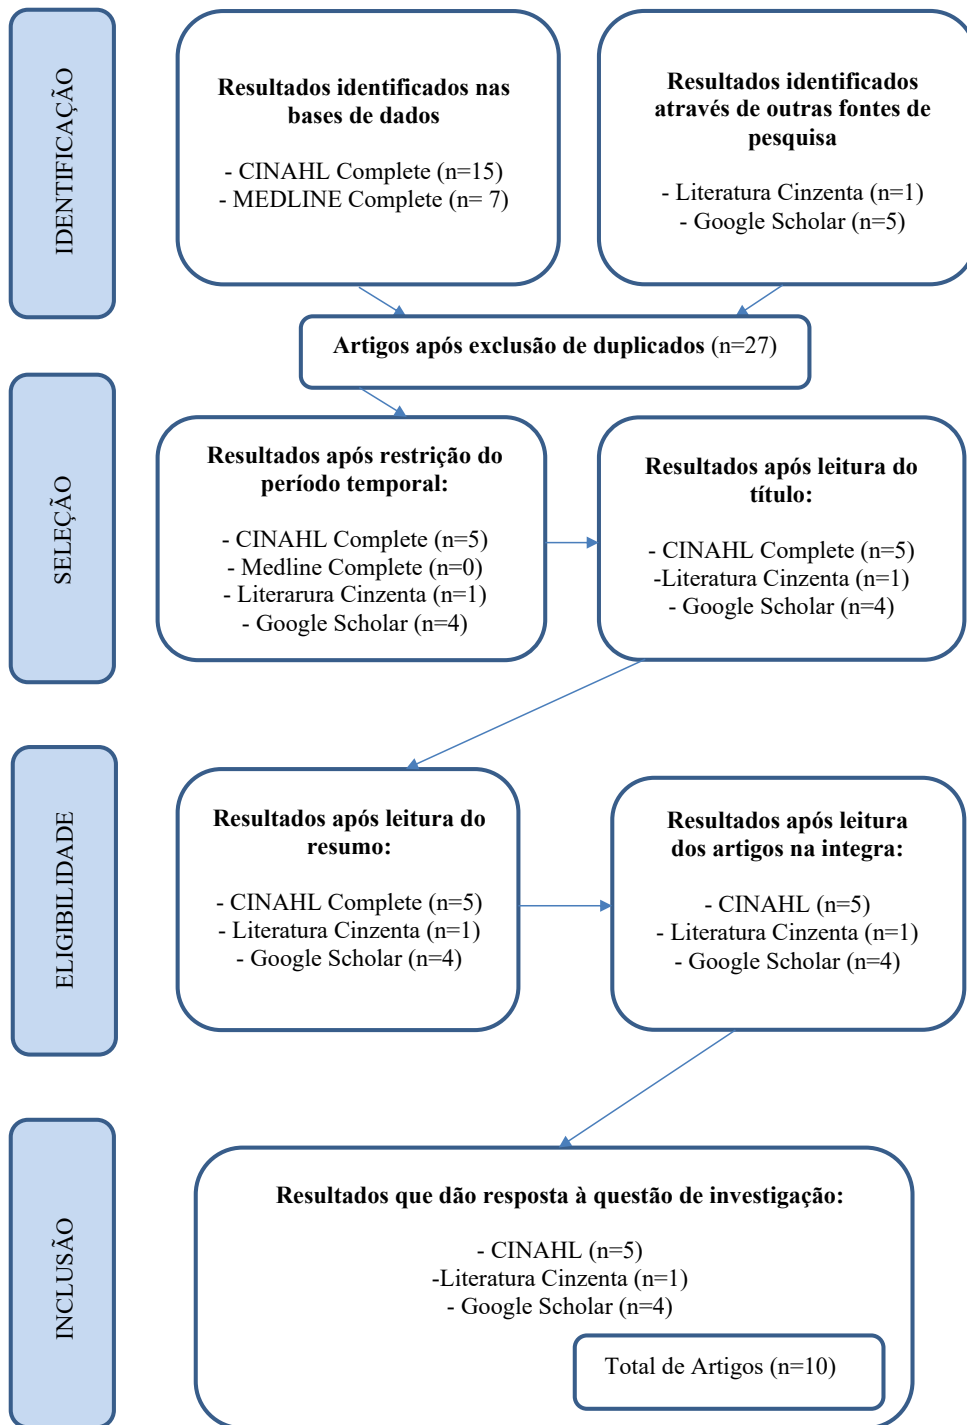 IDENTIFICAÇÃO
Resultados identificados nas
bases de dados
- CINAHL Complete (n=15)
- MEDLINE Complete (n= 7)
Resultados identificados
através de outras fontes de
pesquisa
- Literatura Cinzenta (n=1)
- Google Scholar (n=5)
Artigos após exclusão de duplicados (n=27)
SELEÇÃO
Resultados após restrição do
período temporal:
- CINAHL Complete (n=5)
- Medline Complete (n=0)
- Literarura Cinzenta (n=1)
- Google Scholar (n=4)
Resultados após leitura do
título:
- CINAHL Complete (n=5)
-Literatura Cinzenta (n=1)
- Google Scholar (n=4)
ELIGIBILIDADE
Resultados após leitura do
resumo:
- CINAHL Complete (n=5)
- Literatura Cinzenta (n=1)
- Google Scholar (n=4)
Resultados após leitura
dos artigos na integra:
- CINAHL (n=5)
- Literatura Cinzenta (n=1)
- Google Scholar (n=4)
INCLUSÃO
Resultados que dão resposta à questão de investigação:
- CINAHL (n=5)
-Literatura Cinzenta (n=1)
- Google Scholar (n=4)
Total de Artigos (n=10)